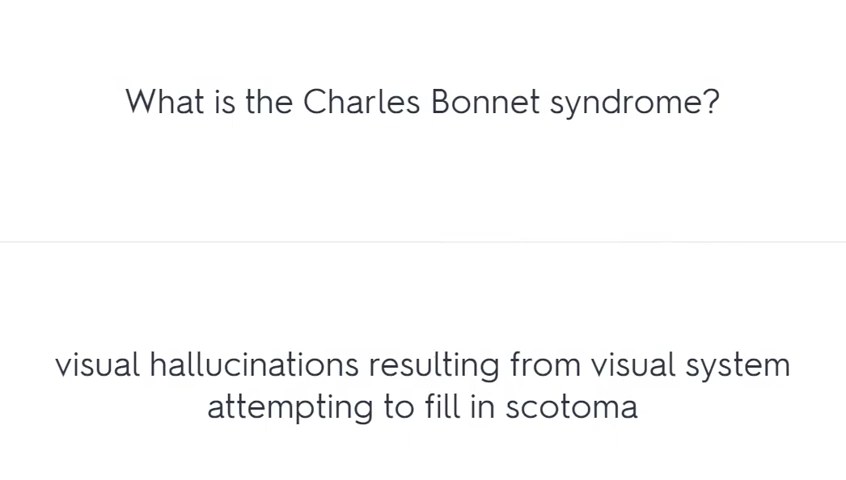 What is the Charles Bonnet syndrome?
visual hallucinations resulting from visual system
attempting to fill in scotoma